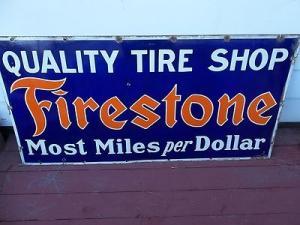 QUALITY TIRE SHOP
Firestone
Most Miles per Dollar